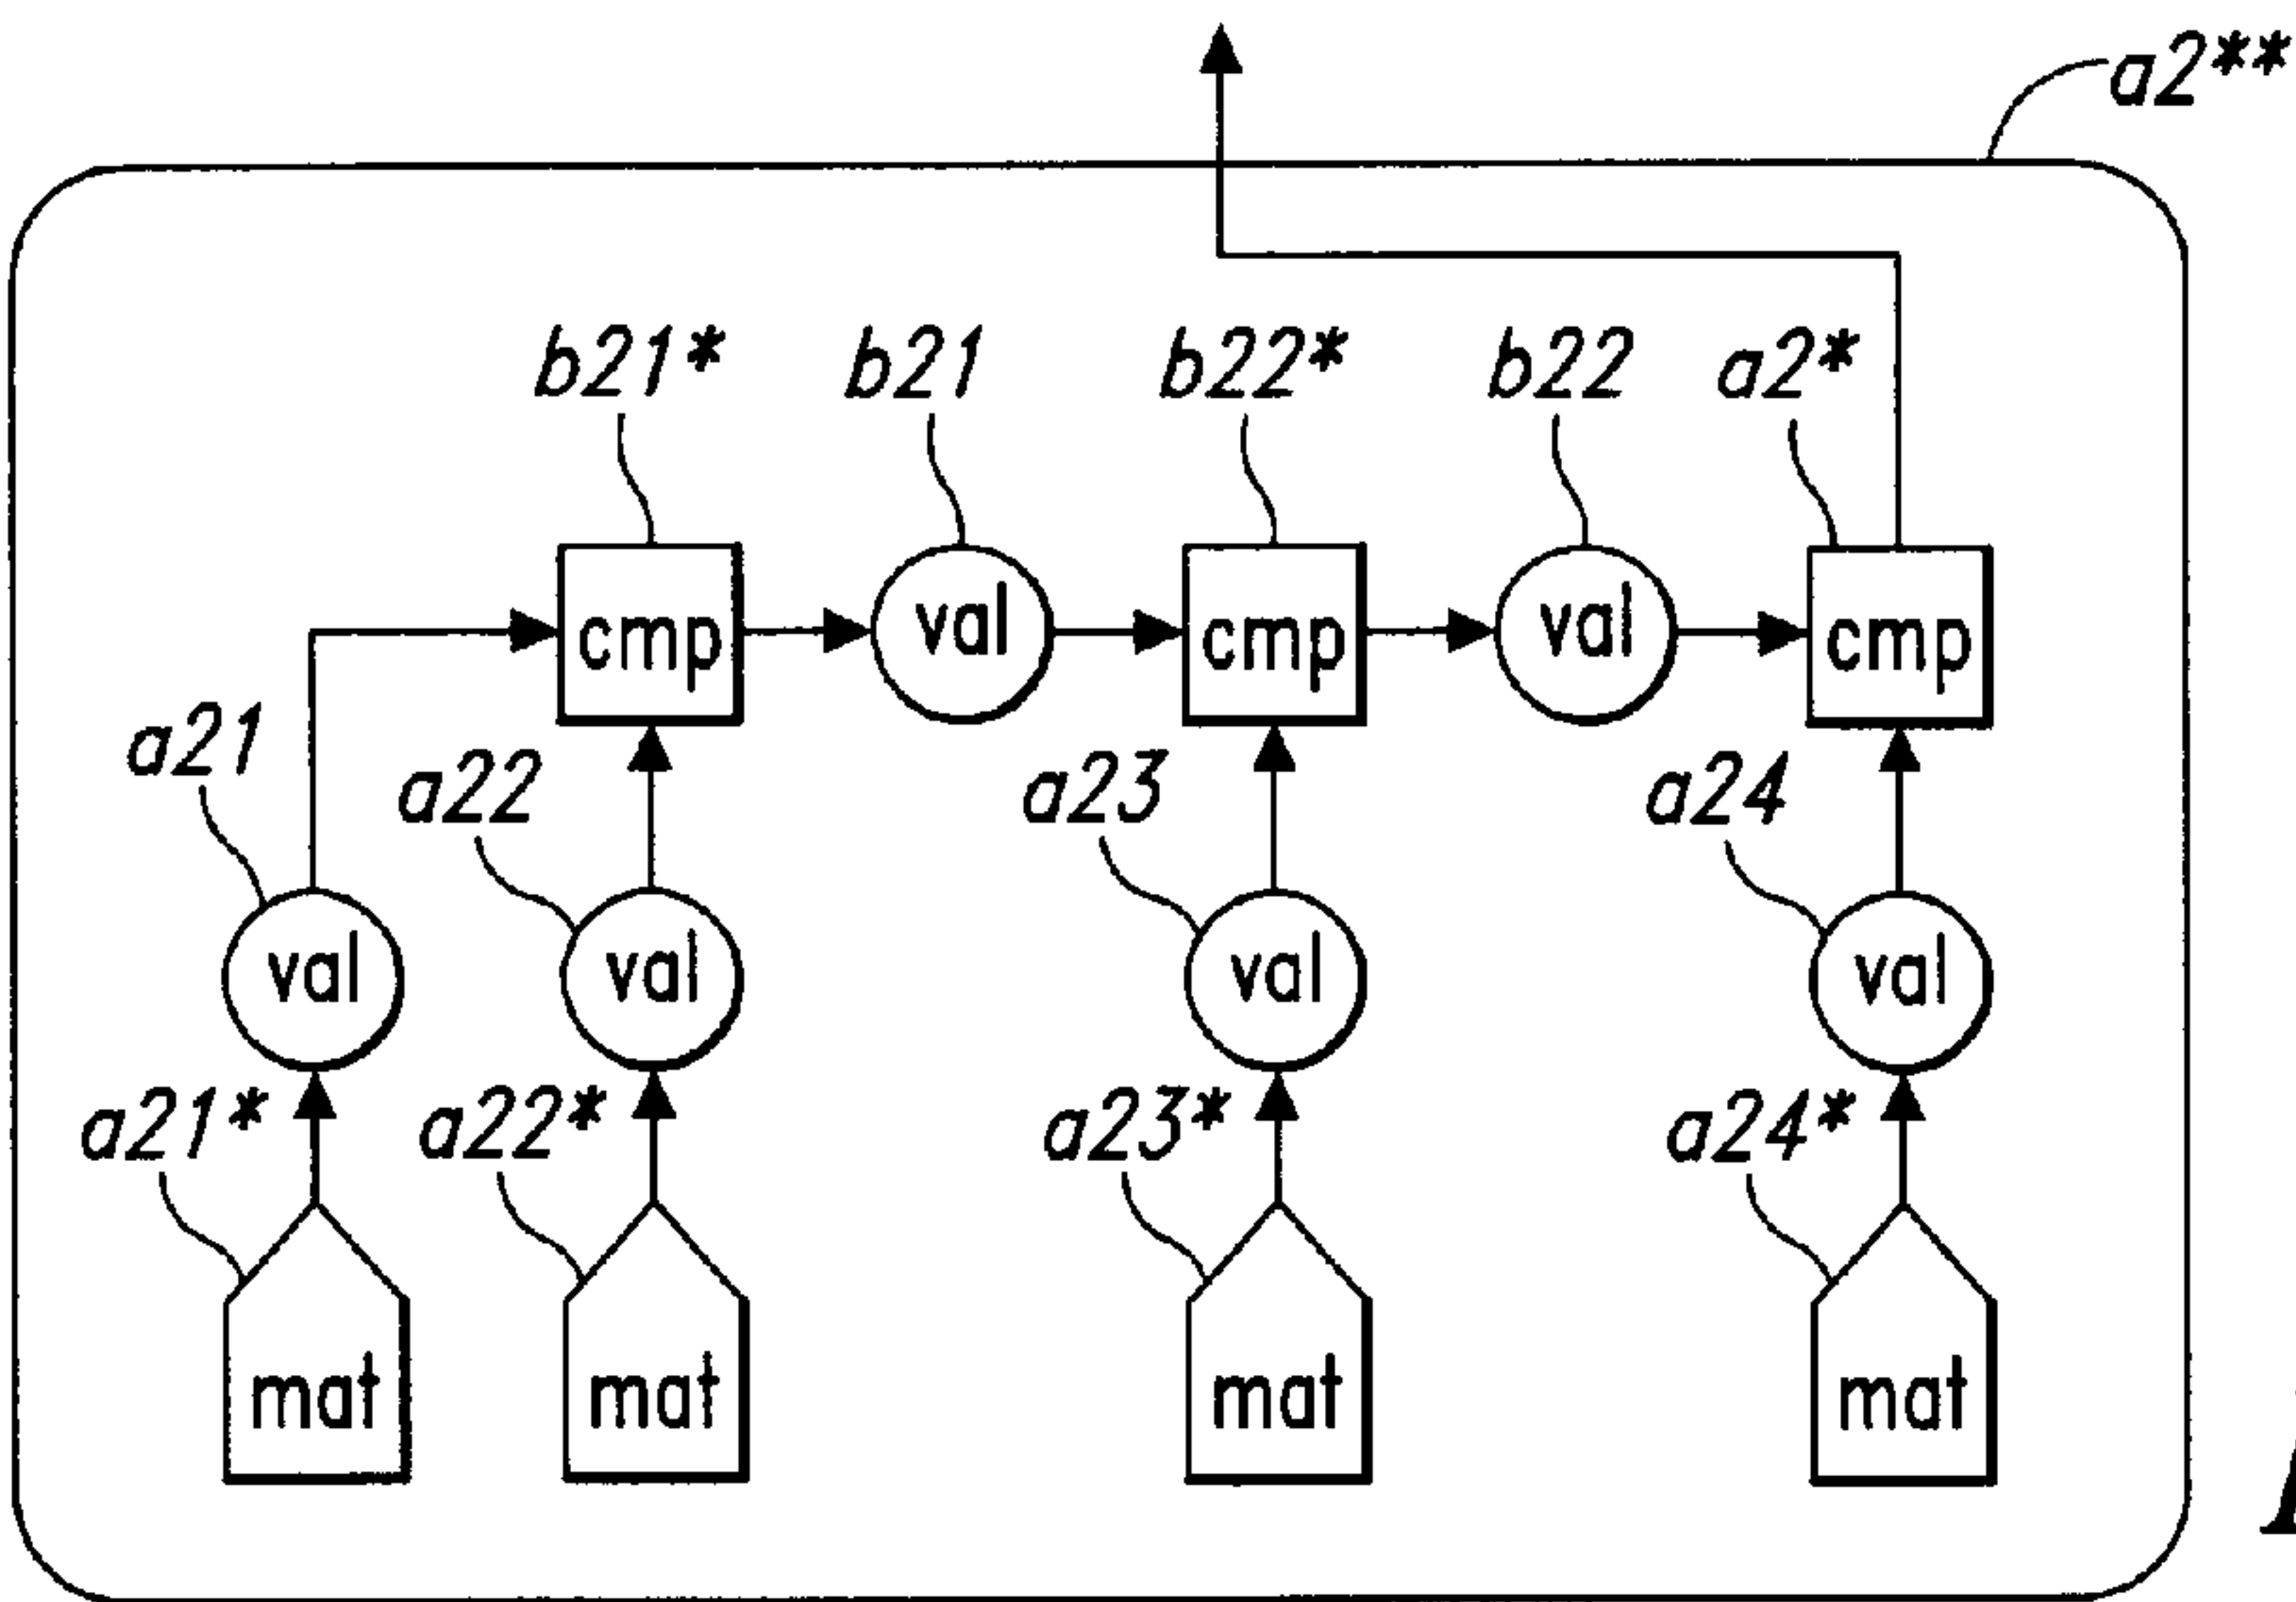 a2**
b21* b21 b22* b22 a2*
cmp val cmp val cmp
a21 a22 a23 a24
val val val val
a21* a22* a23* a24*
mat mat mat mat